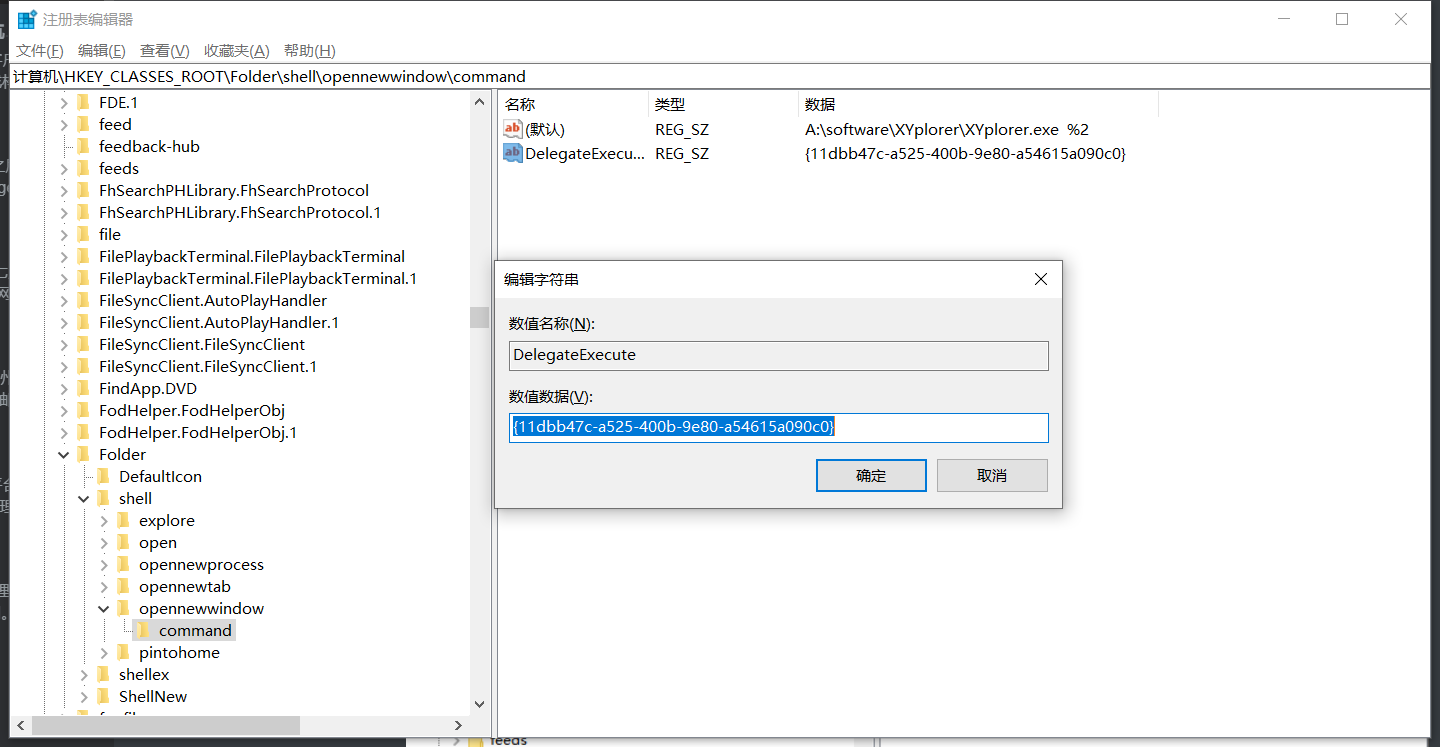 注册表编辑器
文件(F) 编辑(E) 查看(V) 收藏夹(A) 帮助(H)
计算机\HKEY_CLASSES_ROOT\Folder\shell\opennewwindow\command
FDE.1
feed
feedback-hub
feeds
FhSearchPHLibrary.FhSearchProtocol
FhSearchPHLibrary.FhSearchProtocol.1
file
FilePlaybackTerminal.FilePlaybackTerminal
FilePlaybackTerminal.FilePlaybackTerminal.1
FileSyncClient.AutoPlayHandler
FileSyncClient.AutoPlayHandler.1
FileSyncClient.FileSyncClient
FileSyncClient.FileSyncClient.1
FindApp.DVD
FodHelper.FodHelperObj
FodHelper.FodHelperObj.1
Folder
DefaultIcon
shell
explore
open
opennewprocess
opennewtab
opennewwindow
command
pintohome
shellex
ShellNew
名称 类型 数据
ab (默认) REG_SZ A:\software\XYplorer\XYplorer.exe  %2
ab DelegateExecu... REG_SZ {11dbb47c-a525-400b-9e80-a54615a090c0}
编辑字符串
数值名称(N):
DelegateExecute
数值数据(V):
{11dbb47c-a525-400b-9e80-a54615a090c0}
确定 取消
feeds